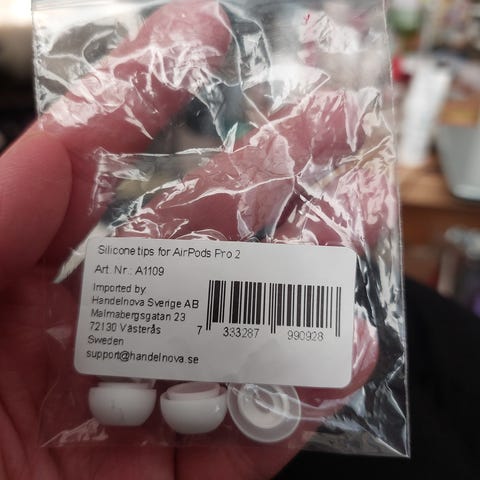 Silicone tips for AirPods Pro 2
Art. Nr.: A1109
Imported by
Handelnova Sverige AB
Malmabergsgatan 23
72130 Västerås
Sweden
support@handelnova.se
7 333287 990928